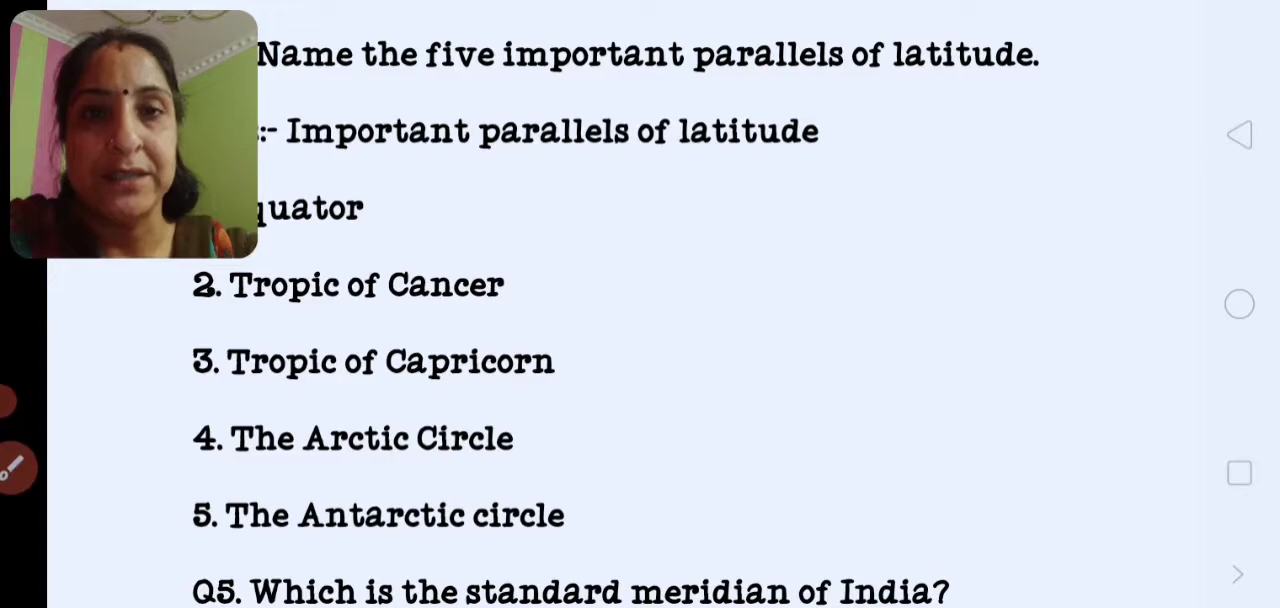 Name the five important parallels of latitude.
:- Important parallels of latitude
quator
2. Tropic of Cancer
3. Tropic of Capricorn
4. The Arctic Circle
5. The Antarctic circle
Q5. Which is the standard meridian of India?